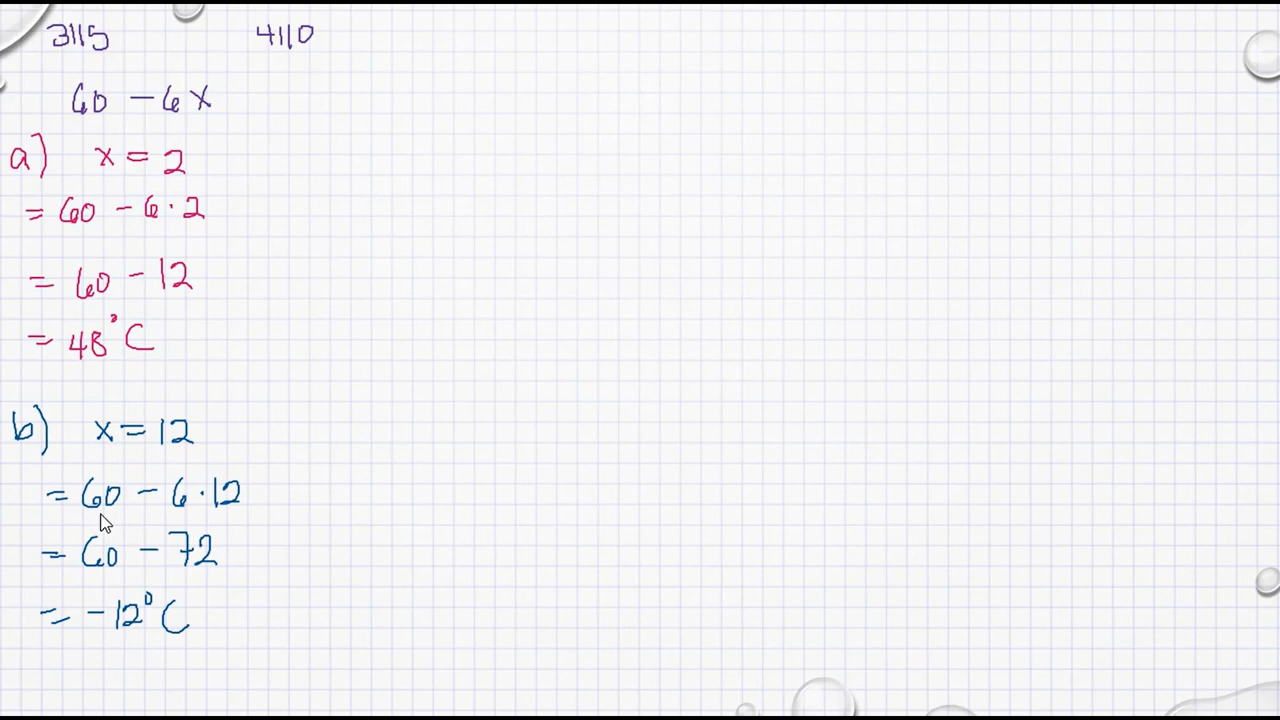 3115 4110
60 - 6x
a) x = 2
= 60 - 6 · 2
= 60 - 12
= 48° C
b) x = 12
= 60 - 6 · 12
= 60 - 72
= -12° C